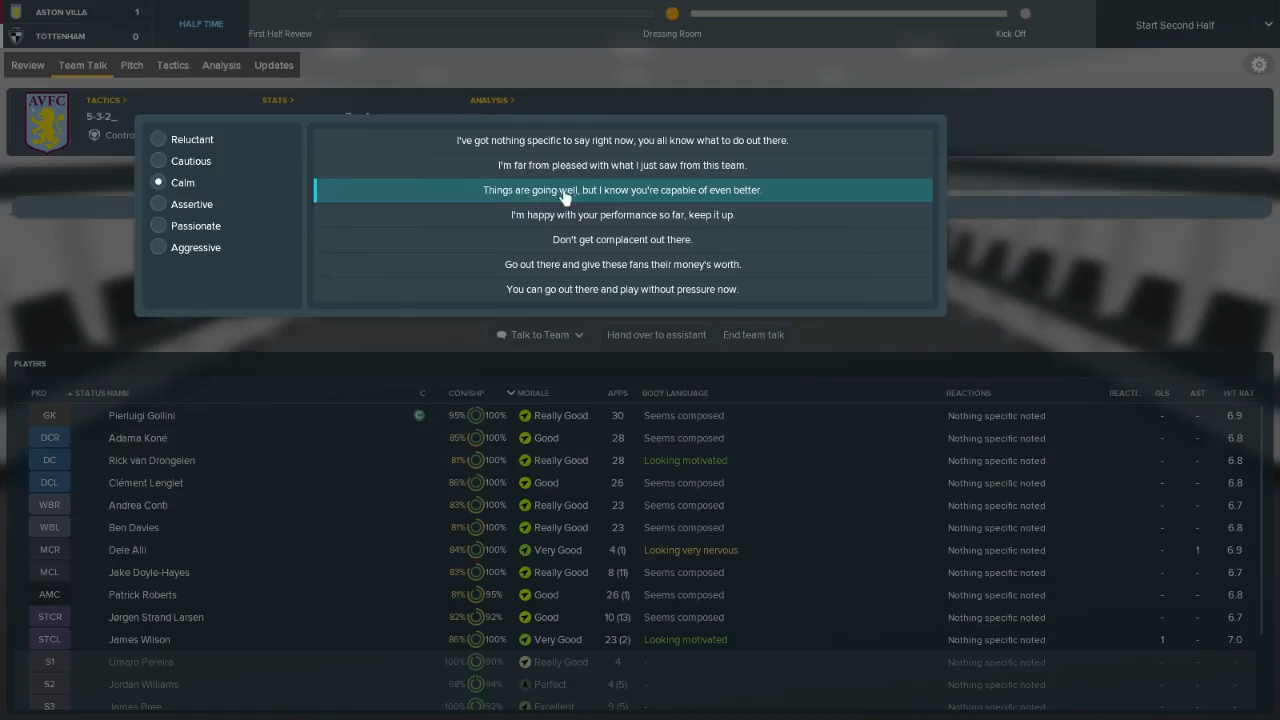 ASTON VILLA 1
TOTTENHAM 0
HALF TIME
First Half Review
Dressing Room
Kick Off
Start Second Half
Review Team Talk Pitch Tactics Analysis Updates
AVFC
TACTICS > STATS > ANALYSIS >
5-3-2_
Contro
Reluctant
Cautious
Calm
Assertive
Passionate
Aggressive
I've got nothing specific to say right now, you all know what to do out there.
I'm far from pleased with what I just saw from this team.
Things are going well, but I know you're capable of even better.
I'm happy with your performance so far, keep it up.
Don't get complacent out there.
Go out there and give these fans their money's worth.
You can go out there and play without pressure now.
Talk to Team Hand over to assistant End team talk
PLAYERS
PKD STATUS NAME C CON/SHP MORALE APPS BODY LANGUAGE REACTIONS REACTI... GLS AST H/T RAT
GK Pierluigi Gollini C 95% 100% Really Good 30 Seems composed Nothing specific noted - - 6.9
DCR Adama Koné 85% 100% Good 28 Seems composed Nothing specific noted - - 6.8
DC Rick van Drongelen 81% 100% Really Good 28 Looking motivated Nothing specific noted - - 6.8
DCL Clément Lenglet 86% 100% Good 26 Seems composed Nothing specific noted - - 6.8
WBR Andrea Conti 83% 100% Good 23 Seems composed Nothing specific noted - - 6.7
WBL Ben Davies 81% 100% Really Good 23 Seems composed Nothing specific noted - - 6.8
MCR Dele Alli 84% 100% Very Good 4 (1) Looking very nervous Nothing specific noted - 1 6.9
MCL Jake Doyle-Hayes 83% 100% Really Good 8 (11) Seems composed Nothing specific noted - - 6.7
AMC Patrick Roberts 81% 95% Good 26 (1) Seems composed Nothing specific noted - - 6.8
STCR Jørgen Strand Larsen 82% 92% Good 10 (13) Seems composed Nothing specific noted - - 6.7
STCL James Wilson 86% 100% Very Good 23 (2) Looking motivated Nothing specific noted 1 - 7.0
S1 Umaro Pereira 100% 90% Really Good 4 - -
S2 Jordan Williams 98% 94% Perfect 4 (5) - -
S3 James Bree 100% 92% Excellent 9 (5) - -